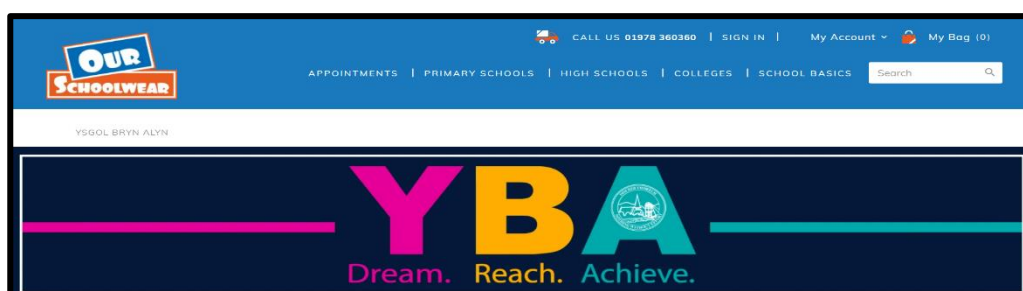 CALL US 01978 360360 | SIGN IN | My Account My Bag (0)
OUR
SCHOOLWEAR
APPOINTMENTS | PRIMARY SCHOOLS | HIGH SCHOOLS | COLLEGES | SCHOOL BASICS Search
YSGOL BRYN ALYN
YBA
Dream. Reach. Achieve.